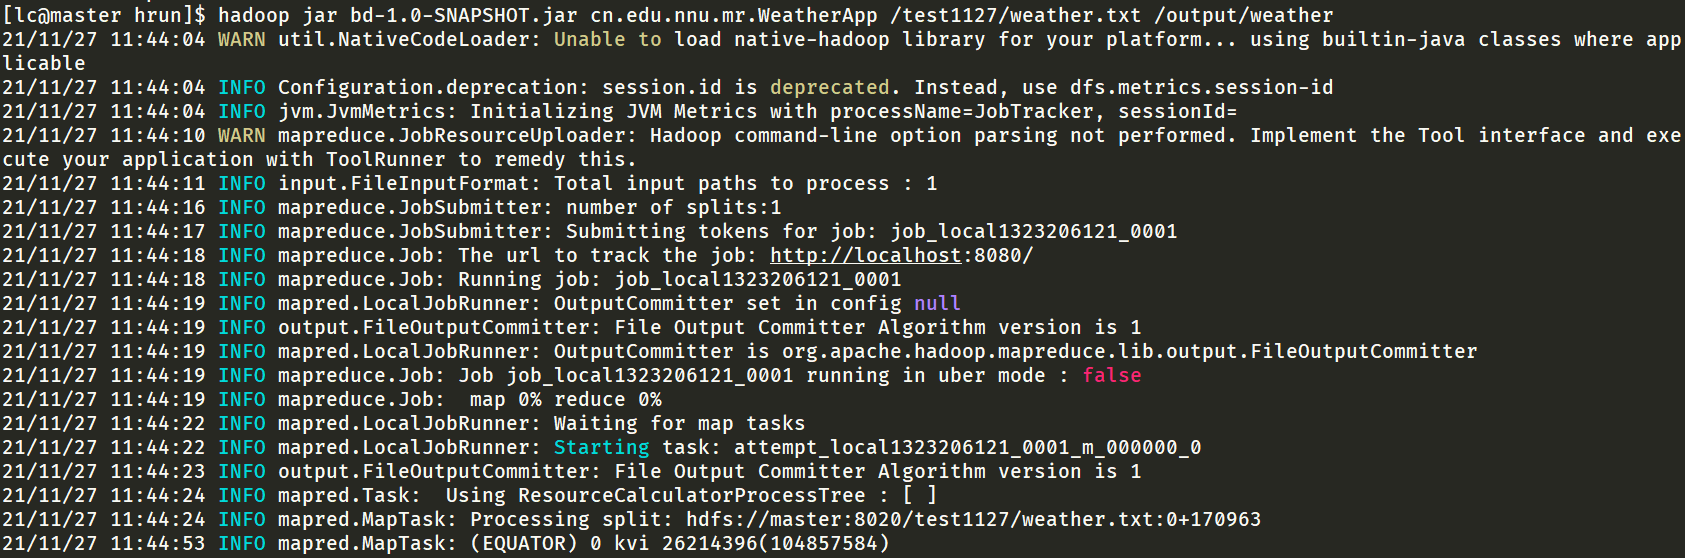 [lc@master hrun]$ hadoop jar bd-1.0-SNAPSHOT.jar cn.edu.nnu.mr.WeatherApp /test1127/weather.txt /output/weather
21/11/27 11:44:04 WARN util.NativeCodeLoader: Unable to load native-hadoop library for your platform... using builtin-java classes where app
licable
21/11/27 11:44:04 INFO Configuration.deprecation: session.id is deprecated. Instead, use dfs.metrics.session-id
21/11/27 11:44:04 INFO jvm.JvmMetrics: Initializing JVM Metrics with processName=JobTracker, sessionId=
21/11/27 11:44:10 WARN mapreduce.JobResourceUploader: Hadoop command-line option parsing not performed. Implement the Tool interface and exe
cute your application with ToolRunner to remedy this.
21/11/27 11:44:11 INFO input.FileInputFormat: Total input paths to process : 1
21/11/27 11:44:16 INFO mapreduce.JobSubmitter: number of splits:1
21/11/27 11:44:17 INFO mapreduce.JobSubmitter: Submitting tokens for job: job_local1323206121_0001
21/11/27 11:44:18 INFO mapreduce.Job: The url to track the job: http://localhost:8080/
21/11/27 11:44:18 INFO mapreduce.Job: Running job: job_local1323206121_0001
21/11/27 11:44:19 INFO mapred.LocalJobRunner: OutputCommitter set in config null
21/11/27 11:44:19 INFO output.FileOutputCommitter: File Output Committer Algorithm version is 1
21/11/27 11:44:19 INFO mapred.LocalJobRunner: OutputCommitter is org.apache.hadoop.mapreduce.lib.output.FileOutputCommitter
21/11/27 11:44:19 INFO mapreduce.Job: Job job_local1323206121_0001 running in uber mode : false
21/11/27 11:44:19 INFO mapreduce.Job:  map 0% reduce 0%
21/11/27 11:44:22 INFO mapred.LocalJobRunner: Waiting for map tasks
21/11/27 11:44:22 INFO mapred.LocalJobRunner: Starting task: attempt_local1323206121_0001_m_000000_0
21/11/27 11:44:23 INFO output.FileOutputCommitter: File Output Committer Algorithm version is 1
21/11/27 11:44:24 INFO mapred.Task:  Using ResourceCalculatorProcessTree : [ ]
21/11/27 11:44:24 INFO mapred.MapTask: Processing split: hdfs://master:8020/test1127/weather.txt:0+170963
21/11/27 11:44:53 INFO mapred.MapTask: (EQUATOR) 0 kvi 26214396(104857584)